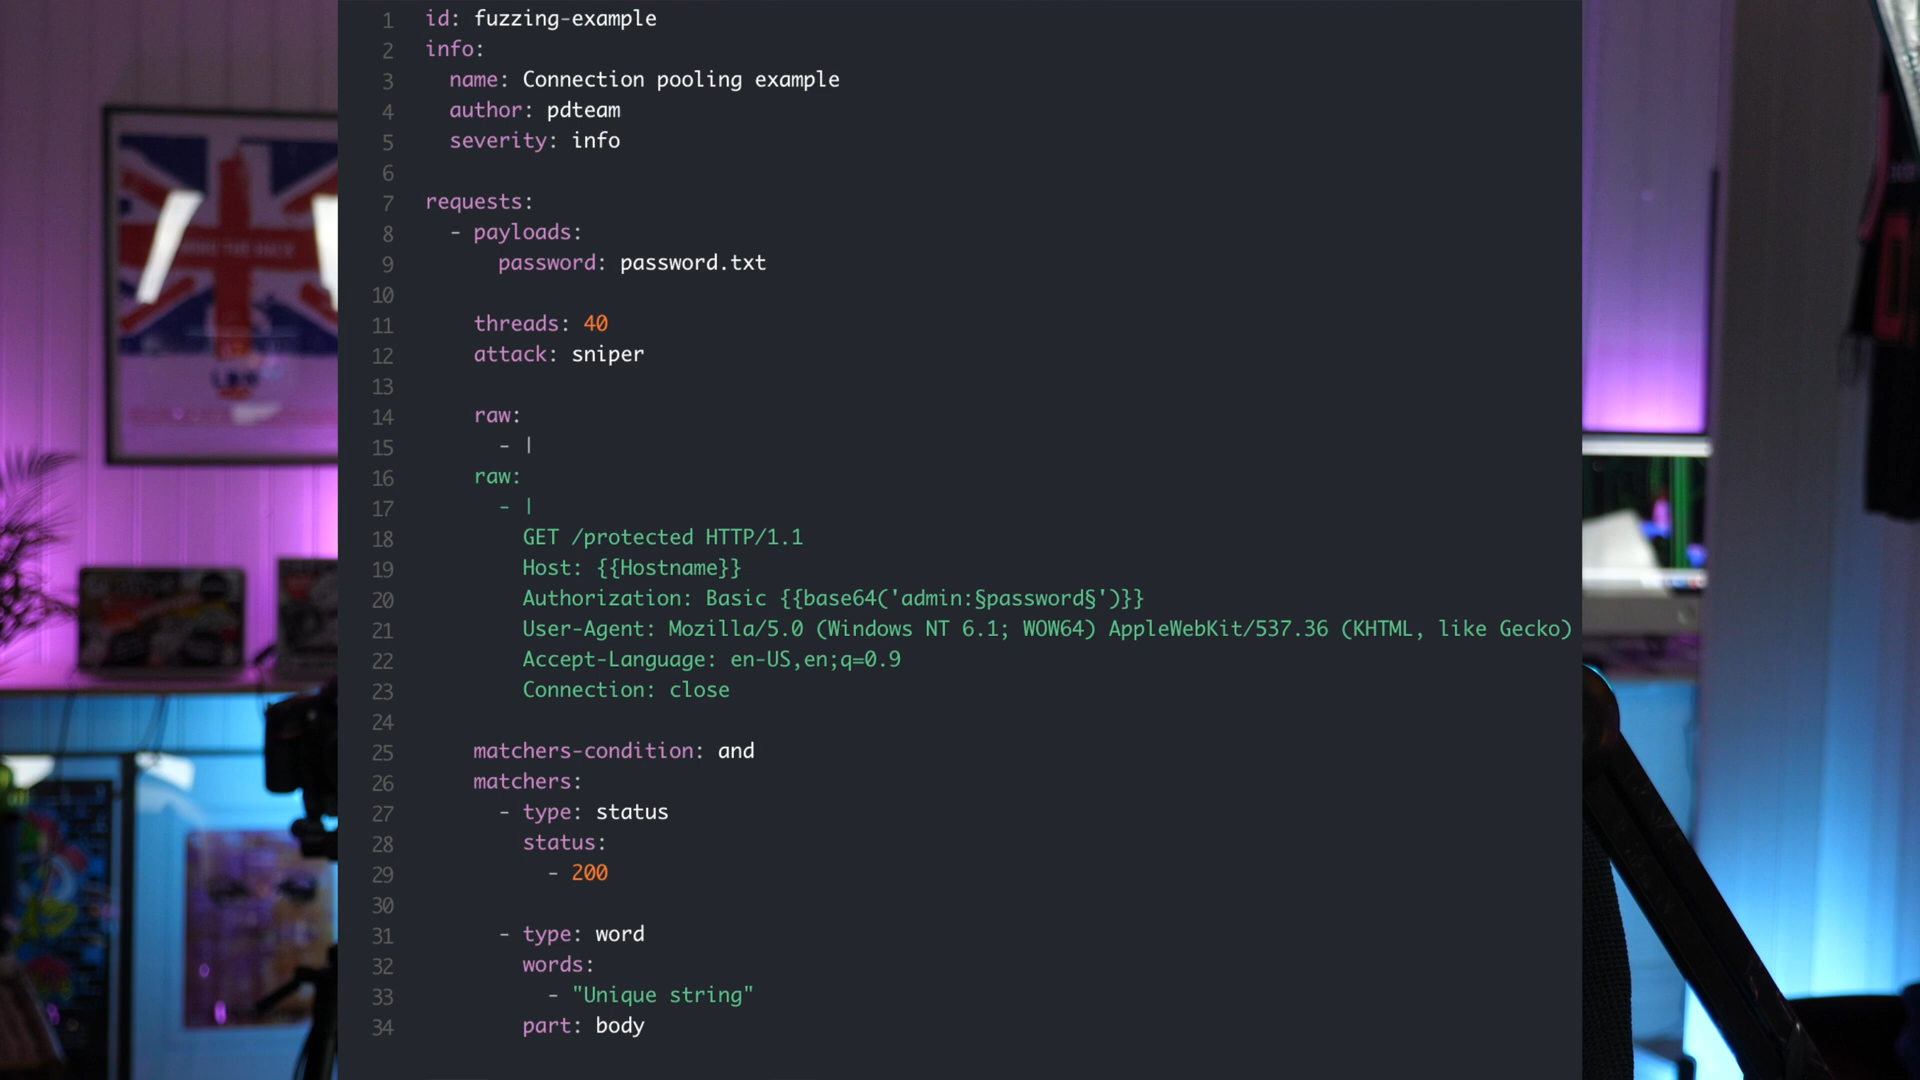 1 id: fuzzing-example
2 info:
3   name: Connection pooling example
4   author: pdteam
5   severity: info
6
7 requests:
8   - payloads:
9       password: password.txt
10
11     threads: 40
12     attack: sniper
13
14     raw:
15       - |
16     raw:
17       - |
18         GET /protected HTTP/1.1
19         Host: {{Hostname}}
20         Authorization: Basic {{base64('admin:§password§')}}
21         User-Agent: Mozilla/5.0 (Windows NT 6.1; WOW64) AppleWebKit/537.36 (KHTML, like Gecko)
22         Accept-Language: en-US,en;q=0.9
23         Connection: close
24
25     matchers-condition: and
26     matchers:
27       - type: status
28         status:
29           - 200
30
31       - type: word
32         words:
33           - "Unique string"
34         part: body